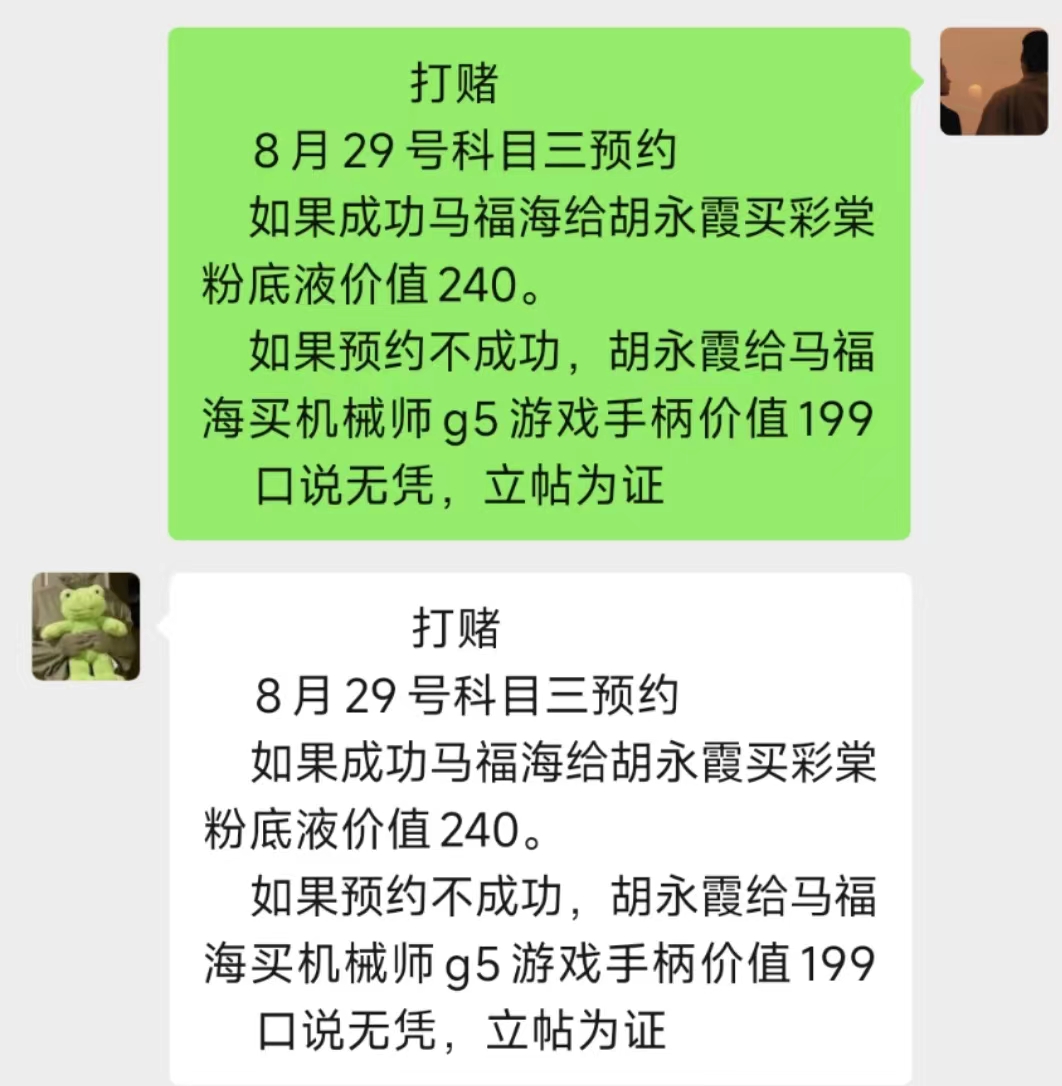 打赌
8月29号科目三预约
如果成功马福海给胡永霞买彩棠
粉底液价值240。
如果预约不成功，胡永霞给马福
海买机械师g5游戏手柄价值199
口说无凭，立帖为证
打赌
8月29号科目三预约
如果成功马福海给胡永霞买彩棠
粉底液价值240。
如果预约不成功，胡永霞给马福
海买机械师g5游戏手柄价值199
口说无凭，立帖为证